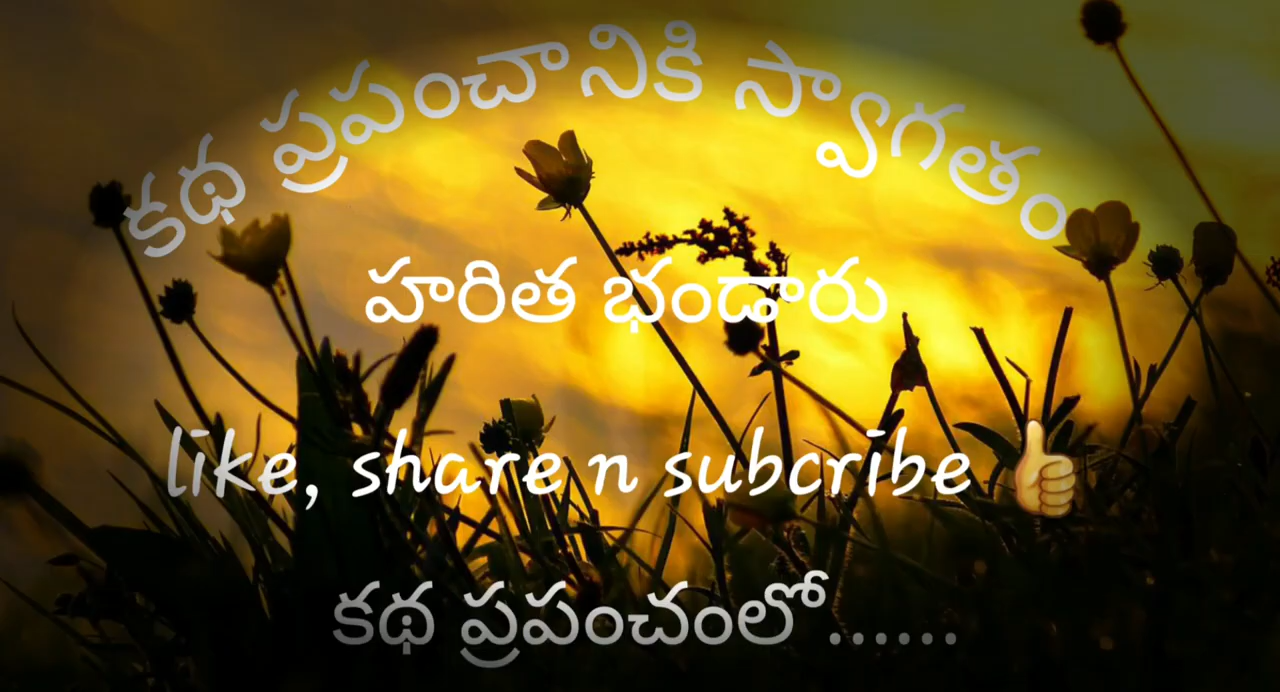 కథ ప్రపంచానికి స్వాగతం
హరిత భండారు
like, share n subcribe 👍
కథ ప్రపంచంలో......